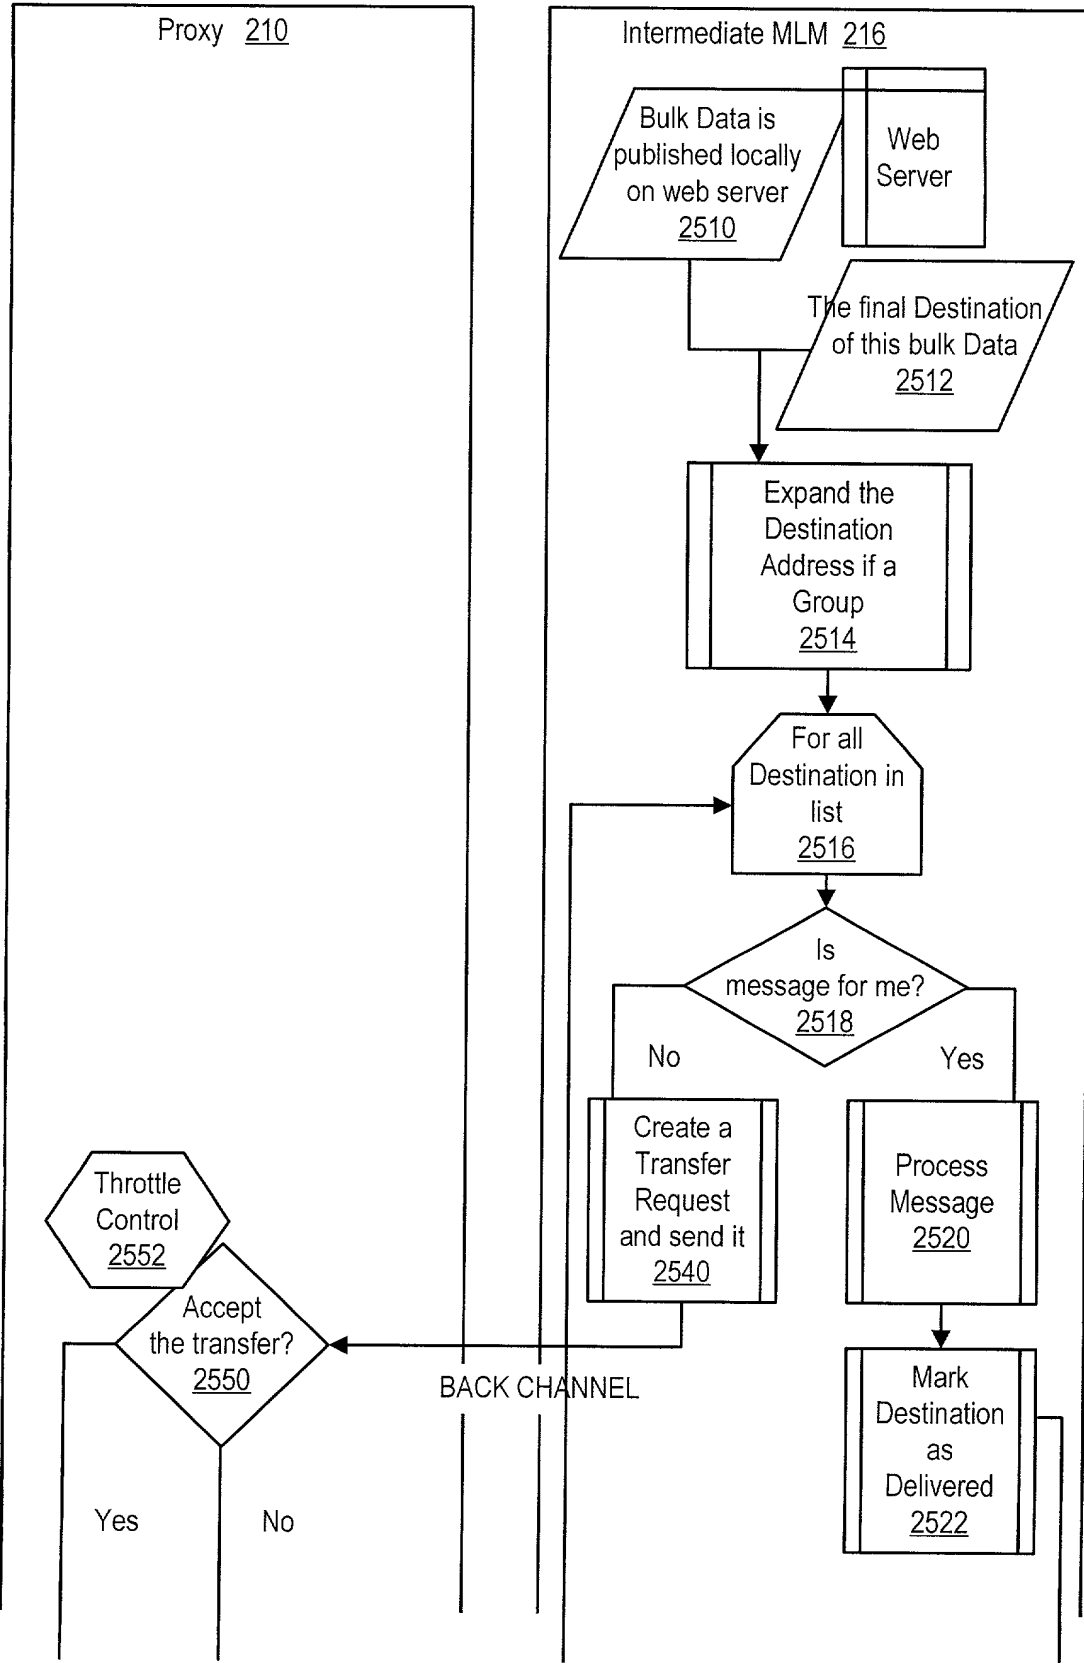 Proxy 210
Intermediate MLM 216
Bulk Data is
published locally
on web server
2510
Web
Server
The final Destination
of this bulk Data
2512
Expand the
Destination
Address if a
Group
2514
For all
Destination in
list
2516
Is
message for me?
2518
No
Yes
Create a
Transfer
Request
and send it
2540
Process
Message
2520
Throttle
Control
2552
Accept
the transfer?
2550
BACK CHANNEL
Mark
Destination
as
Delivered
2522
Yes
No